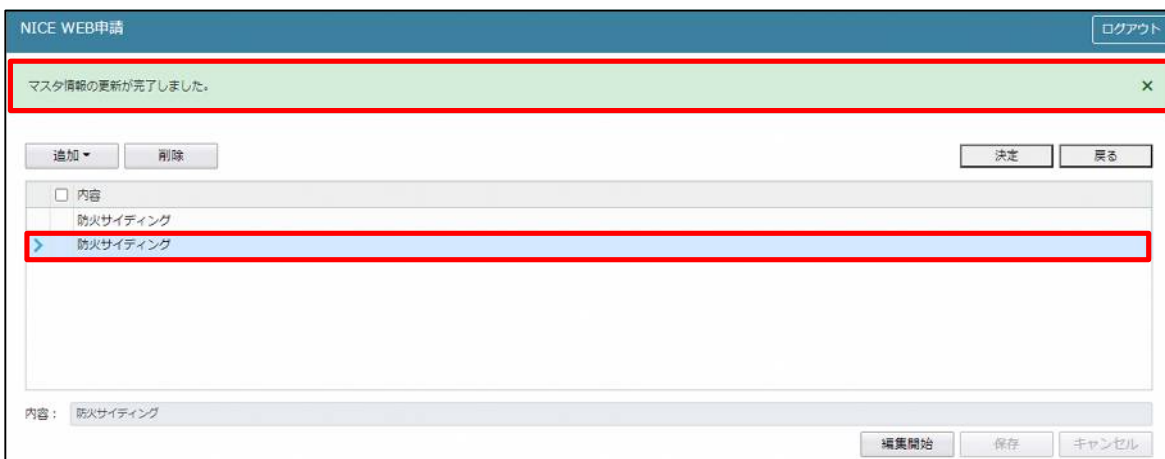 NICE WEB申請 ログアウト
マスタ情報の更新が完了しました。 ×
追加▼ 削除 決定 戻る
内容
防火サイディング
防火サイディング
内容： 防火サイディング
編集開始 保存 キャンセル